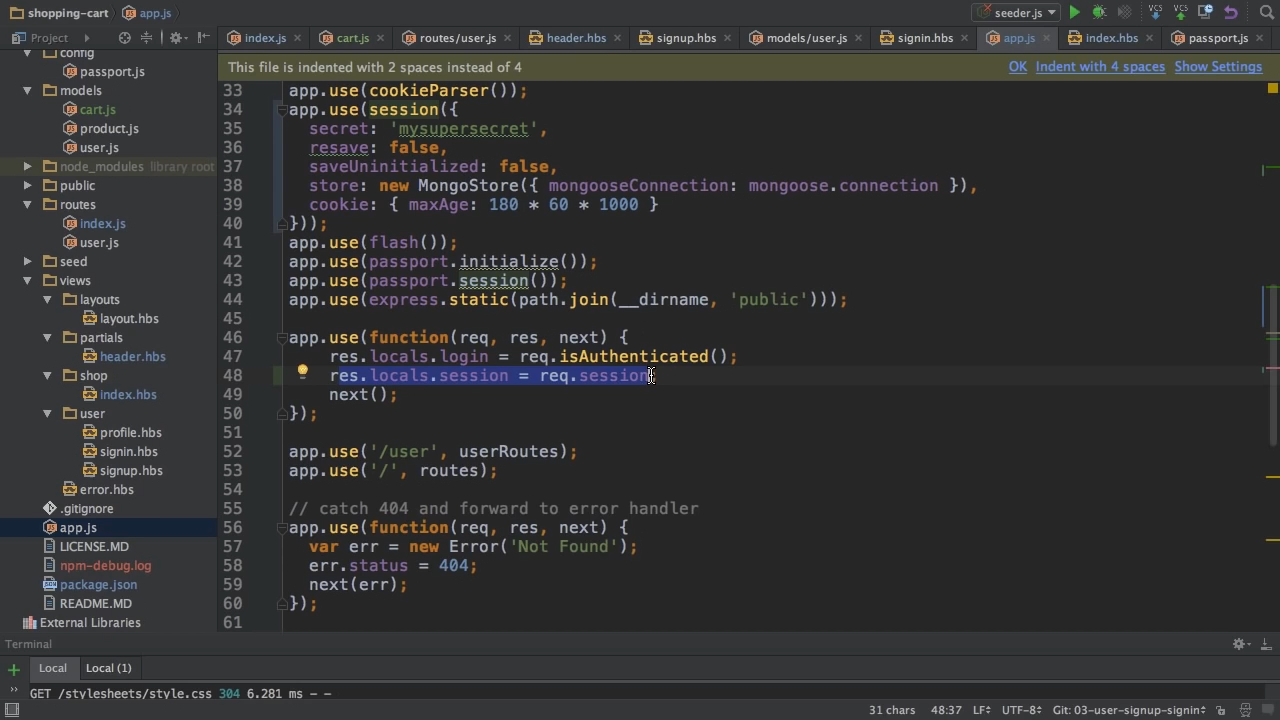 shopping-cart app.js seeder.js VCS VCS
Project index.js cart.js routes/user.js header.hbs signup.hbs models/user.js signin.hbs app.js index.hbs passport.js
This file is indented with 2 spaces instead of 4 OK Indent with 4 spaces Show Settings
config
passport.js
models
cart.js
product.js
user.js
node_modules library root
public
routes
index.js
user.js
seed
views
layouts
layout.hbs
partials
header.hbs
shop
index.hbs
user
profile.hbs
signin.hbs
signup.hbs
error.hbs
.gitignore
app.js
LICENSE.MD
npm-debug.log
package.json
README.MD
External Libraries
33 app.use(cookieParser());
34 app.use(session({
35 secret: 'mysupersecret',
36 resave: false,
37 saveUninitialized: false,
38 store: new MongoStore({ mongooseConnection: mongoose.connection }),
39 cookie: { maxAge: 180 * 60 * 1000 }
40 }));
41 app.use(flash());
42 app.use(passport.initialize());
43 app.use(passport.session());
44 app.use(express.static(path.join(__dirname, 'public')));
45
46 app.use(function(req, res, next) {
47 res.locals.login = req.isAuthenticated();
48 res.locals.session = req.session
49 next();
50 });
51
52 app.use('/user', userRoutes);
53 app.use('/', routes);
54
55 // catch 404 and forward to error handler
56 app.use(function(req, res, next) {
57 var err = new Error('Not Found');
58 err.status = 404;
59 next(err);
60 });
61
Terminal
Local Local (1)
GET /stylesheets/style.css 304 6.281 ms - -
31 chars 48:37 LF÷ UTF-8÷ Git: 03-user-signup-signin÷